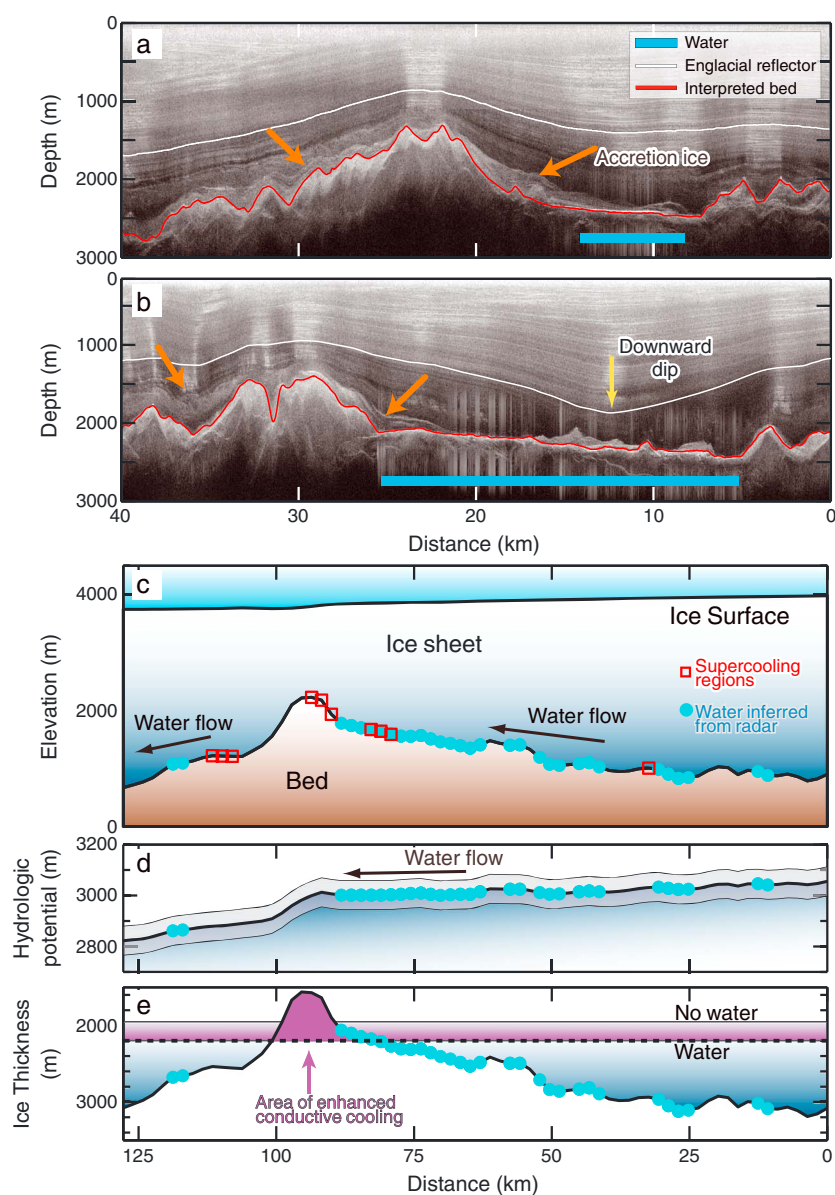 a
0
1000
2000
3000
Depth (m)
Water
Englacial reflector
Interpreted bed
Accretion ice
b
0
1000
2000
3000
Depth (m)
Downward
dip
40
30
20
10
0
Distance (km)
c
4000
2000
0
Elevation (m)
Ice Surface
Ice sheet
Supercooling
regions
Water inferred
from radar
Water flow
Water flow
Bed
d
3200
3000
2800
Hydrologic
potential (m)
Water flow
e
2000
3000
Ice Thickness
(m)
No water
Water
Area of enhanced
conductive cooling
125
100
75
50
25
0
Distance (km)